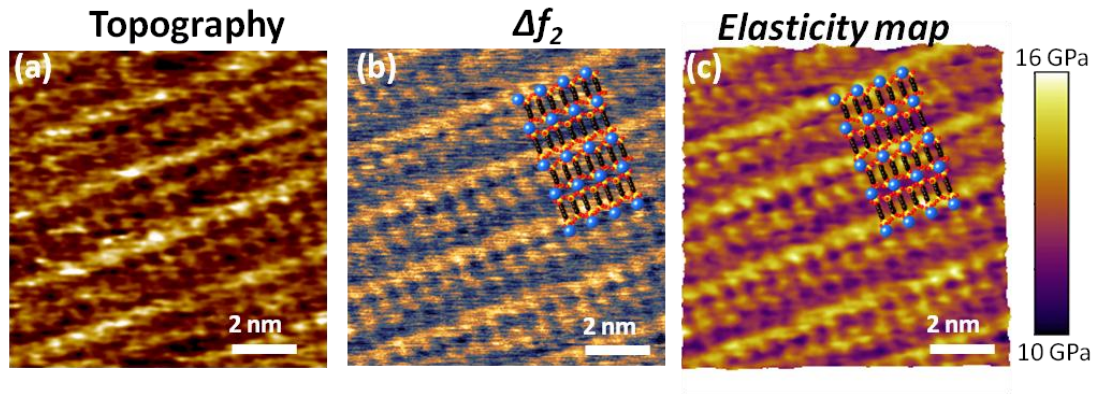 Topography
Δf₂
Elasticity map
(a)
(b)
(c)
16 GPa
2 nm
2 nm
2 nm
10 GPa